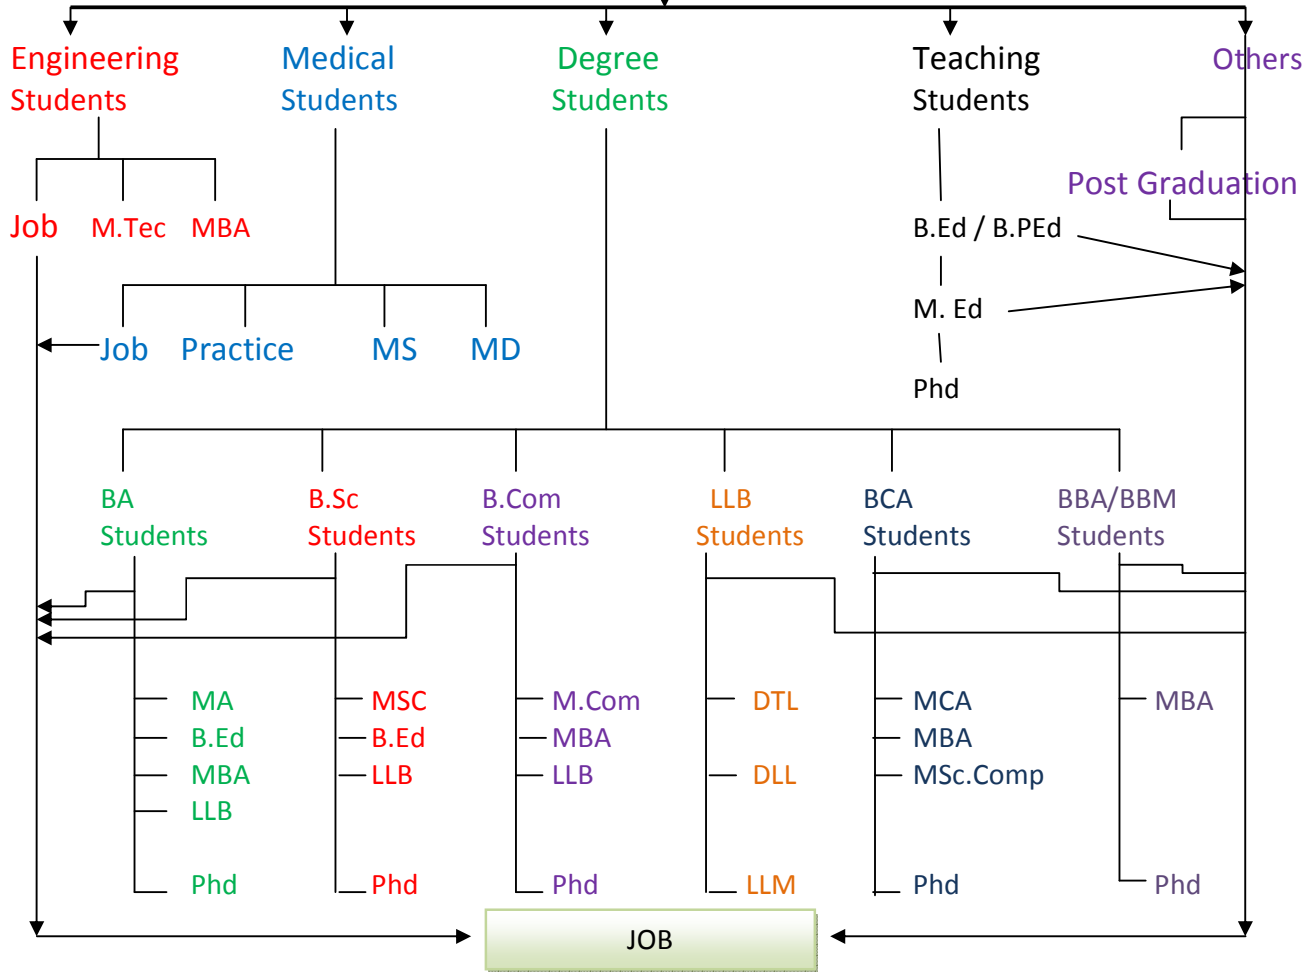 Engineering
Students
Medical
Students
Degree
Students
Teaching
Students
Others
Post Graduation
Job
M.Tec
MBA
B.Ed / B.PEd
M. Ed
Phd
Job
Practice
MS
MD
BA
Students
B.Sc
Students
B.Com
Students
LLB
Students
BCA
Students
BBA/BBM
Students
MA
B.Ed
MBA
LLB
Phd
MSC
B.Ed
LLB
Phd
M.Com
MBA
LLB
Phd
DTL
DLL
LLM
MCA
MBA
MSc.Comp
Phd
MBA
Phd
JOB